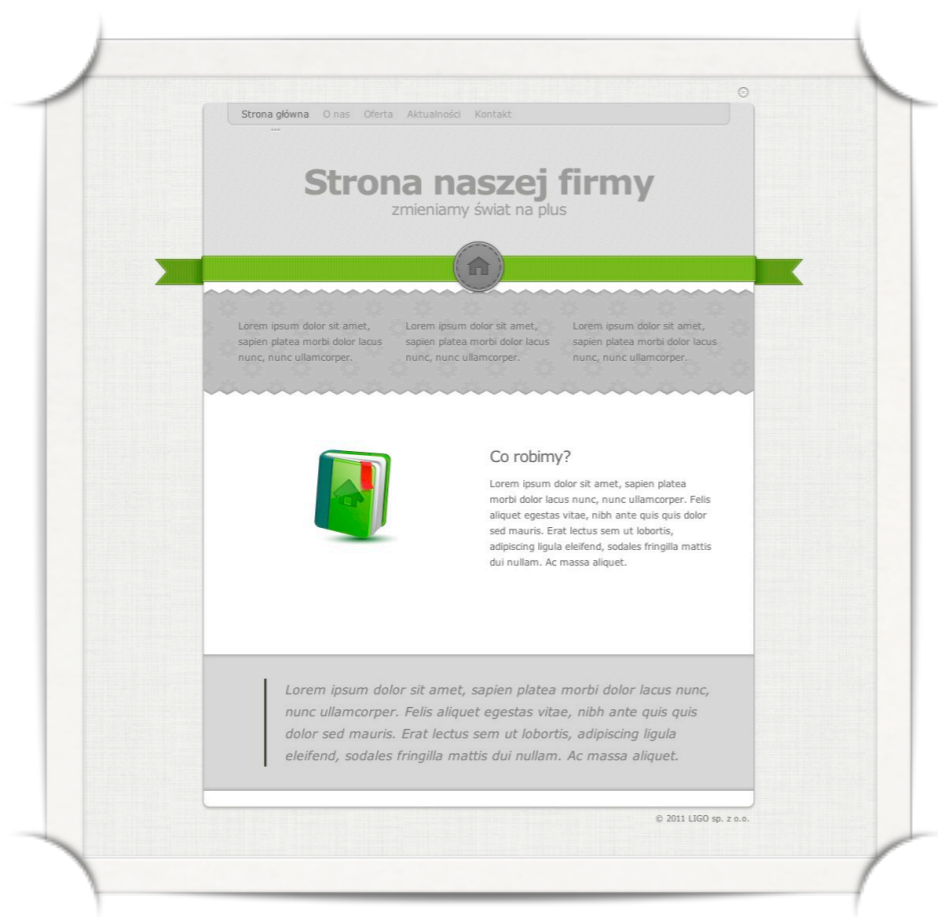 Strona główna O nas Oferta Aktualności Kontakt
Strona naszej firmy
zmieniamy świat na plus
Lorem ipsum dolor sit amet,
sapien platea morbi dolor lacus
nunc, nunc ullamcorper.
Lorem ipsum dolor sit amet,
sapien platea morbi dolor lacus
nunc, nunc ullamcorper.
Lorem ipsum dolor sit amet,
sapien platea morbi dolor lacus
nunc, nunc ullamcorper.
Co robimy?
Lorem ipsum dolor sit amet, sapien platea
morbi dolor lacus nunc, nunc ullamcorper. Felis
aliquet egestas vitae, nibh ante quis quis dolor
sed mauris. Erat lectus sem ut lobortis,
adipiscing ligula eleifend, sodales fringilla mattis
dui nullam. Ac massa aliquet.
Lorem ipsum dolor sit amet, sapien platea morbi dolor lacus nunc,
nunc ullamcorper. Felis aliquet egestas vitae, nibh ante quis quis
dolor sed mauris. Erat lectus sem ut lobortis, adipiscing ligula
eleifend, sodales fringilla mattis dui nullam. Ac massa aliquet.
© 2011 LIGO sp. z o.o.